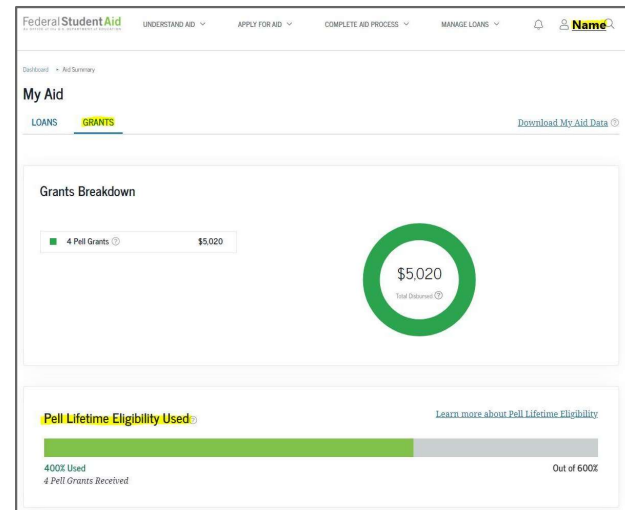 Federal Student Aid
AN OFFICE of the U.S. DEPARTMENT of EDUCATION
UNDERSTAND AID APPLY FOR AID COMPLETE AID PROCESS MANAGE LOANS Name
Dashboard Aid Summary
My Aid
LOANS GRANTS Download My Aid Data
Grants Breakdown
4 Pell Grants $5,020
$5,020
Total Disbursed
Pell Lifetime Eligibility Used Learn more about Pell Lifetime Eligibility
400% Used Out of 600%
4 Pell Grants Received